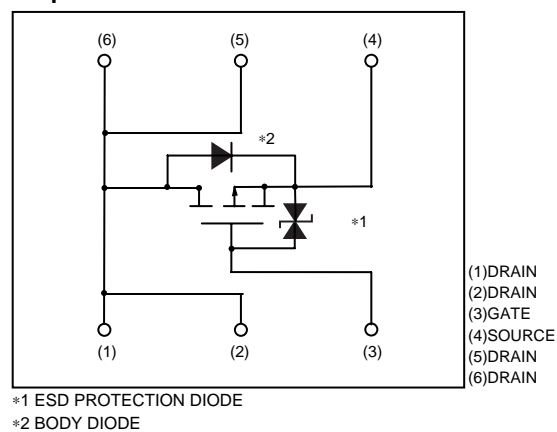 (6) (5) (4)
∗2
∗1
(1) (2) (3)
(1)DRAIN
(2)DRAIN
(3)GATE
(4)SOURCE
(5)DRAIN
(6)DRAIN
∗1 ESD PROTECTION DIODE
∗2 BODY DIODE